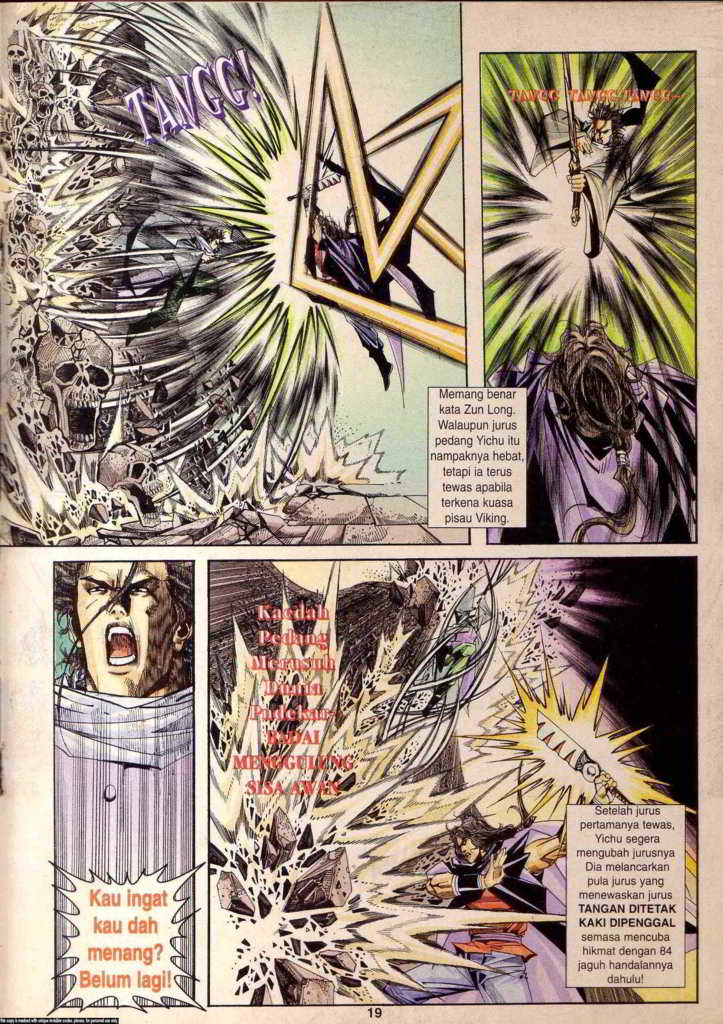 TANGG!
TANGG TANGG TANGG~
Memang benar
kata Zun Long.
Walaupun jurus
pedang Yichu itu
nampaknya hebat,
tetapi ia terus
tewas apabila
terkena kuasa
pisau Viking.
Kau ingat
kau dah
menang?
Belum lagi!
Kaedah
Pedang
Merusuh
Dunia
Pudekar~
BADAI
MENGGULUNG
SISA AWAN
Setelah jurus
pertamanya tewas,
Yichu segera
mengubah jurusnya
Dia melancarkan
pula jurus yang
menewaskan jurus
TANGAN DITETAK
KAKI DIPENGGAL
semasa mencuba
hikmat dengan 84
jaguh handalannya
dahulu!
19